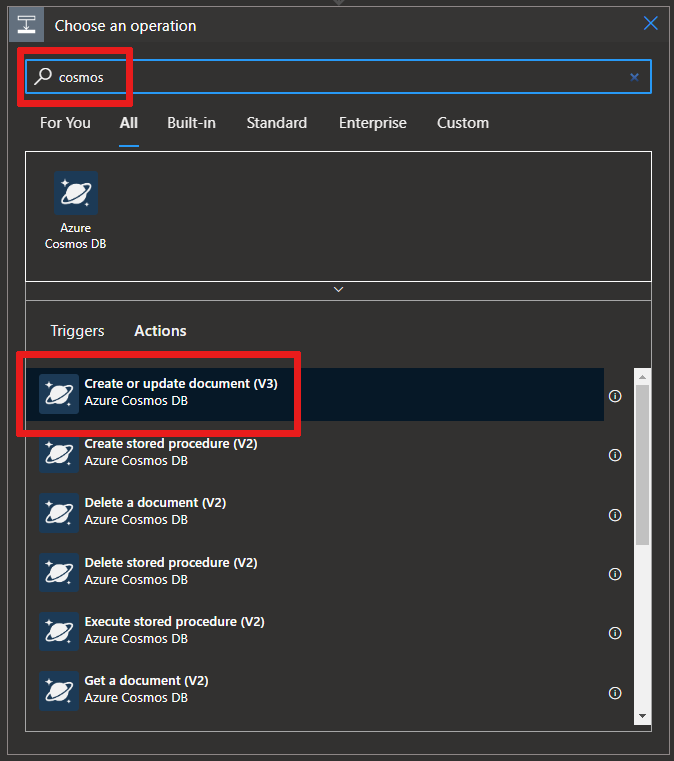 Choose an operation
cosmos
For You All Built-in Standard Enterprise Custom
Azure
Cosmos DB
Triggers Actions
Create or update document (V3)
Azure Cosmos DB
Create stored procedure (V2)
Azure Cosmos DB
Delete a document (V2)
Azure Cosmos DB
Delete stored procedure (V2)
Azure Cosmos DB
Execute stored procedure (V2)
Azure Cosmos DB
Get a document (V2)
Azure Cosmos DB